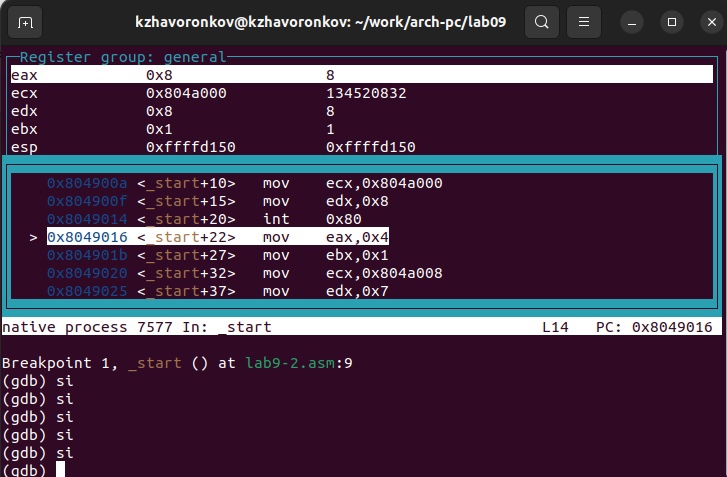 kzhavoronkov@kzhavoronkov: ~/work/arch-pc/lab09
Register group: general
eax 0x8 8
ecx 0x804a000 134520832
edx 0x8 8
ebx 0x1 1
esp 0xffffd150 0xffffd150
0x804900a <_start+10> mov ecx,0x804a000
0x804900f <_start+15> mov edx,0x8
0x8049014 <_start+20> int 0x80
> 0x8049016 <_start+22> mov eax,0x4
0x804901b <_start+27> mov ebx,0x1
0x8049020 <_start+32> mov ecx,0x804a008
0x8049025 <_start+37> mov edx,0x7
native process 7577 In: _start L14 PC: 0x8049016
Breakpoint 1, _start () at lab9-2.asm:9
(gdb) si
(gdb) si
(gdb) si
(gdb) si
(gdb) si
(gdb)